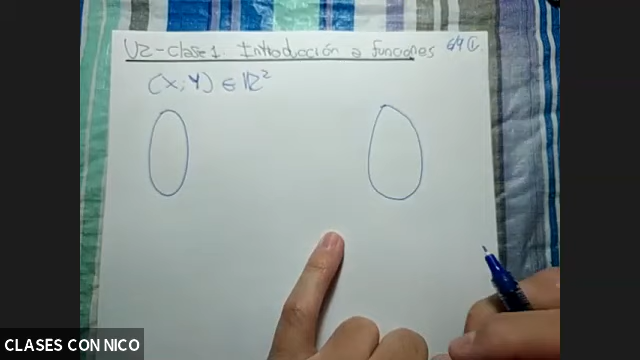 U2-Clase 1: Introducción a funciones
(X;Y) ∈ ℝ²
CLASES CON NICO